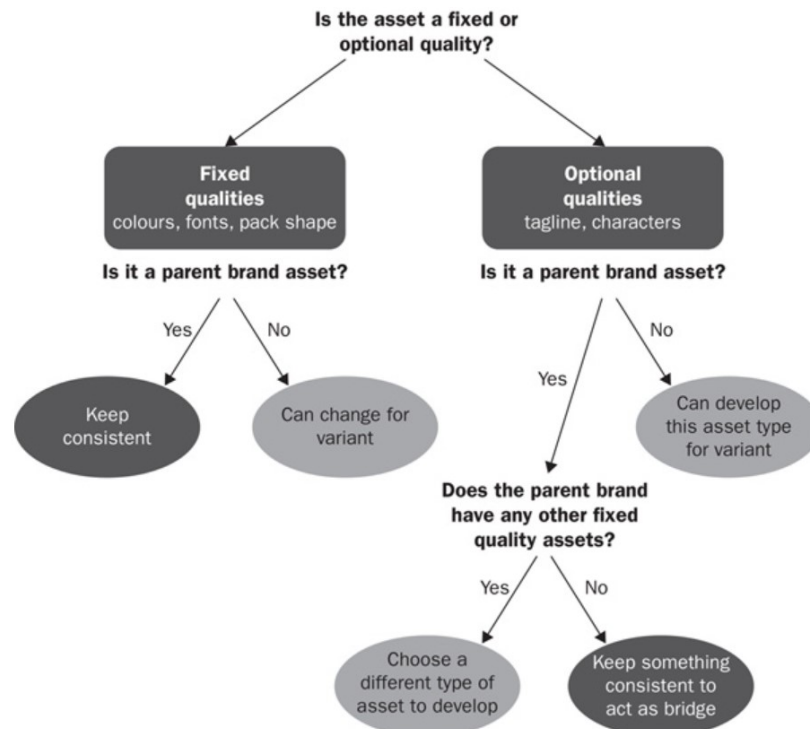 Is the asset a fixed or
optional quality?
Fixed
qualities
colours, fonts, pack shape
Optional
qualities
tagline, characters
Is it a parent brand asset?
Is it a parent brand asset?
Yes
No
No
Yes
Keep
consistent
Can change for
variant
Can develop
this asset type
for variant
Does the parent brand
have any other fixed
quality assets?
Yes
No
Choose a
different type of
asset to develop
Keep something
consistent to
act as bridge